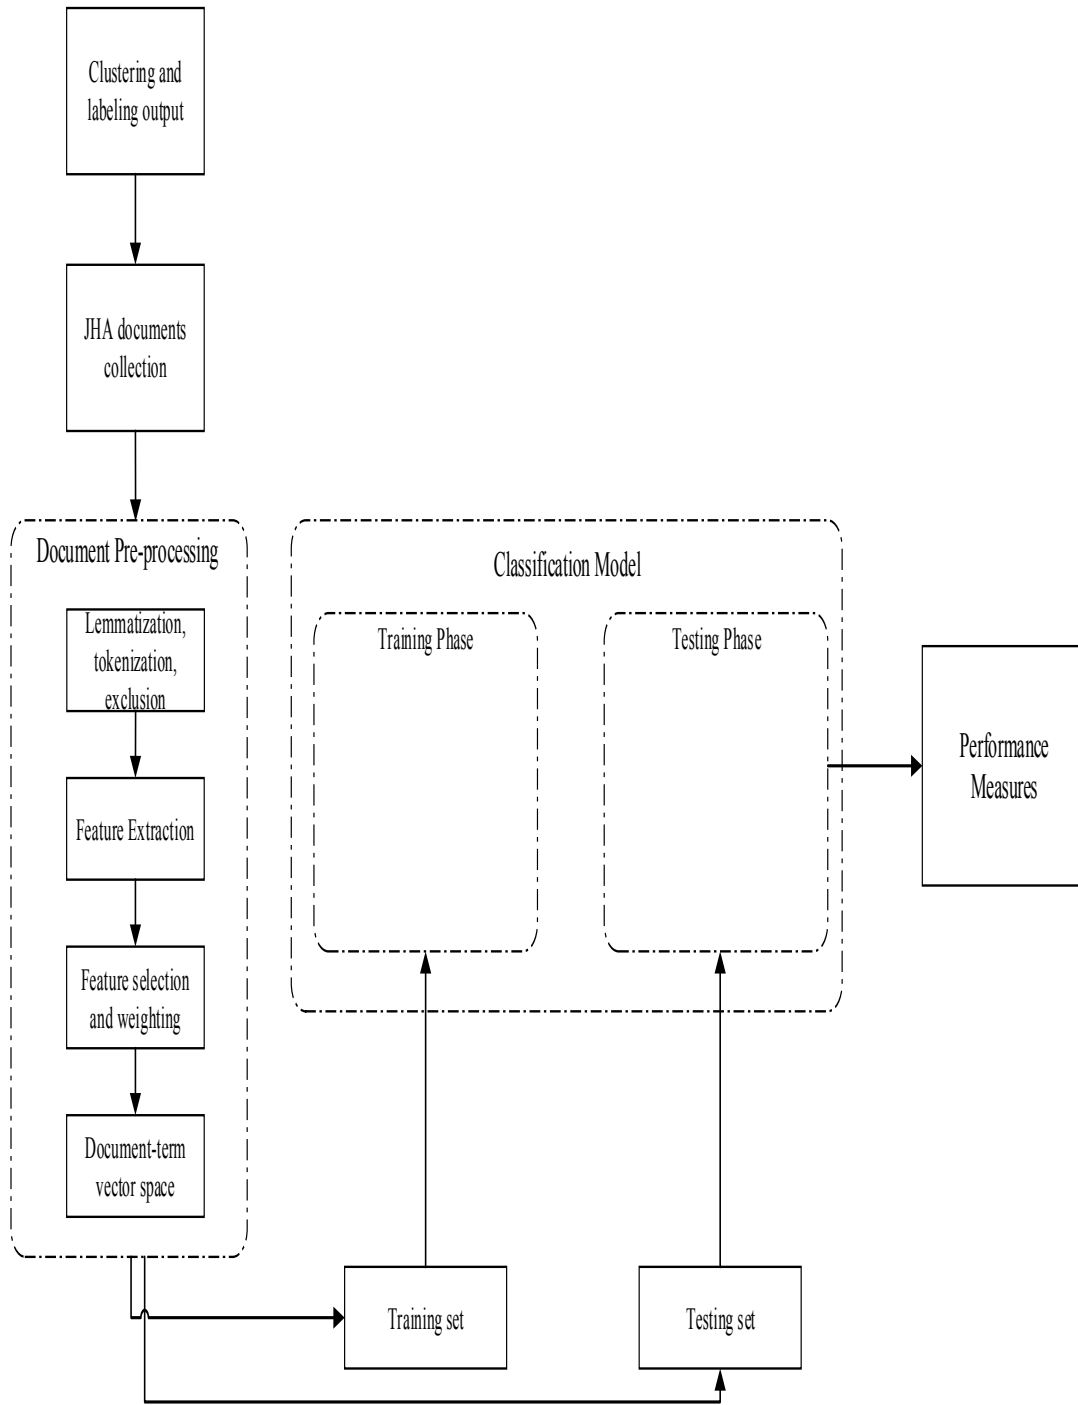 Clustering and
labeling output
JHA documents
collection
Document Pre-processing
Lemmatization,
tokenization,
exclusion
Feature Extraction
Feature selection
and weighting
Document-term
vector space
Classification Model
Training Phase
Testing Phase
Performance
Measures
Training set
Testing set